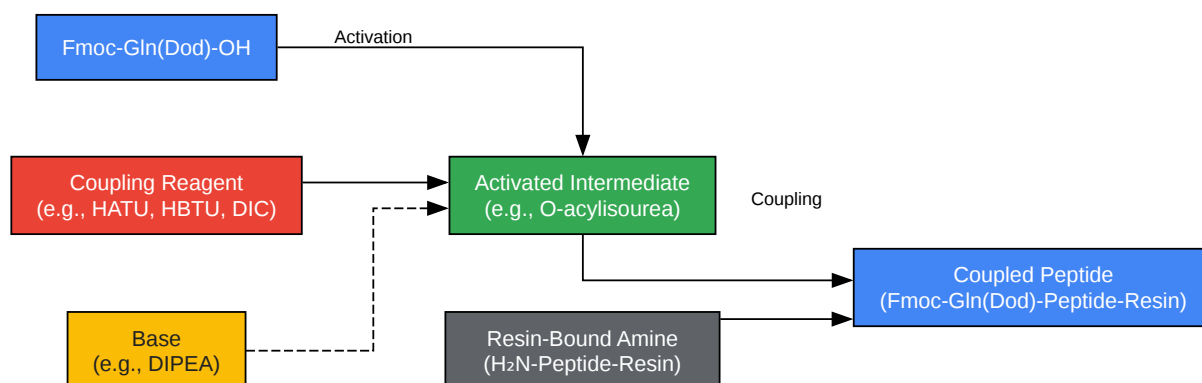 Fmoc-Gln(Dod)-OH
Activation
Coupling Reagent
(e.g., HATU, HBTU, DIC)
Activated Intermediate
(e.g., O-acylisourea)
Coupling
Coupled Peptide
(Fmoc-Gln(Dod)-Peptide-Resin)
Base
(e.g., DIPEA)
Resin-Bound Amine
(H₂N-Peptide-Resin)